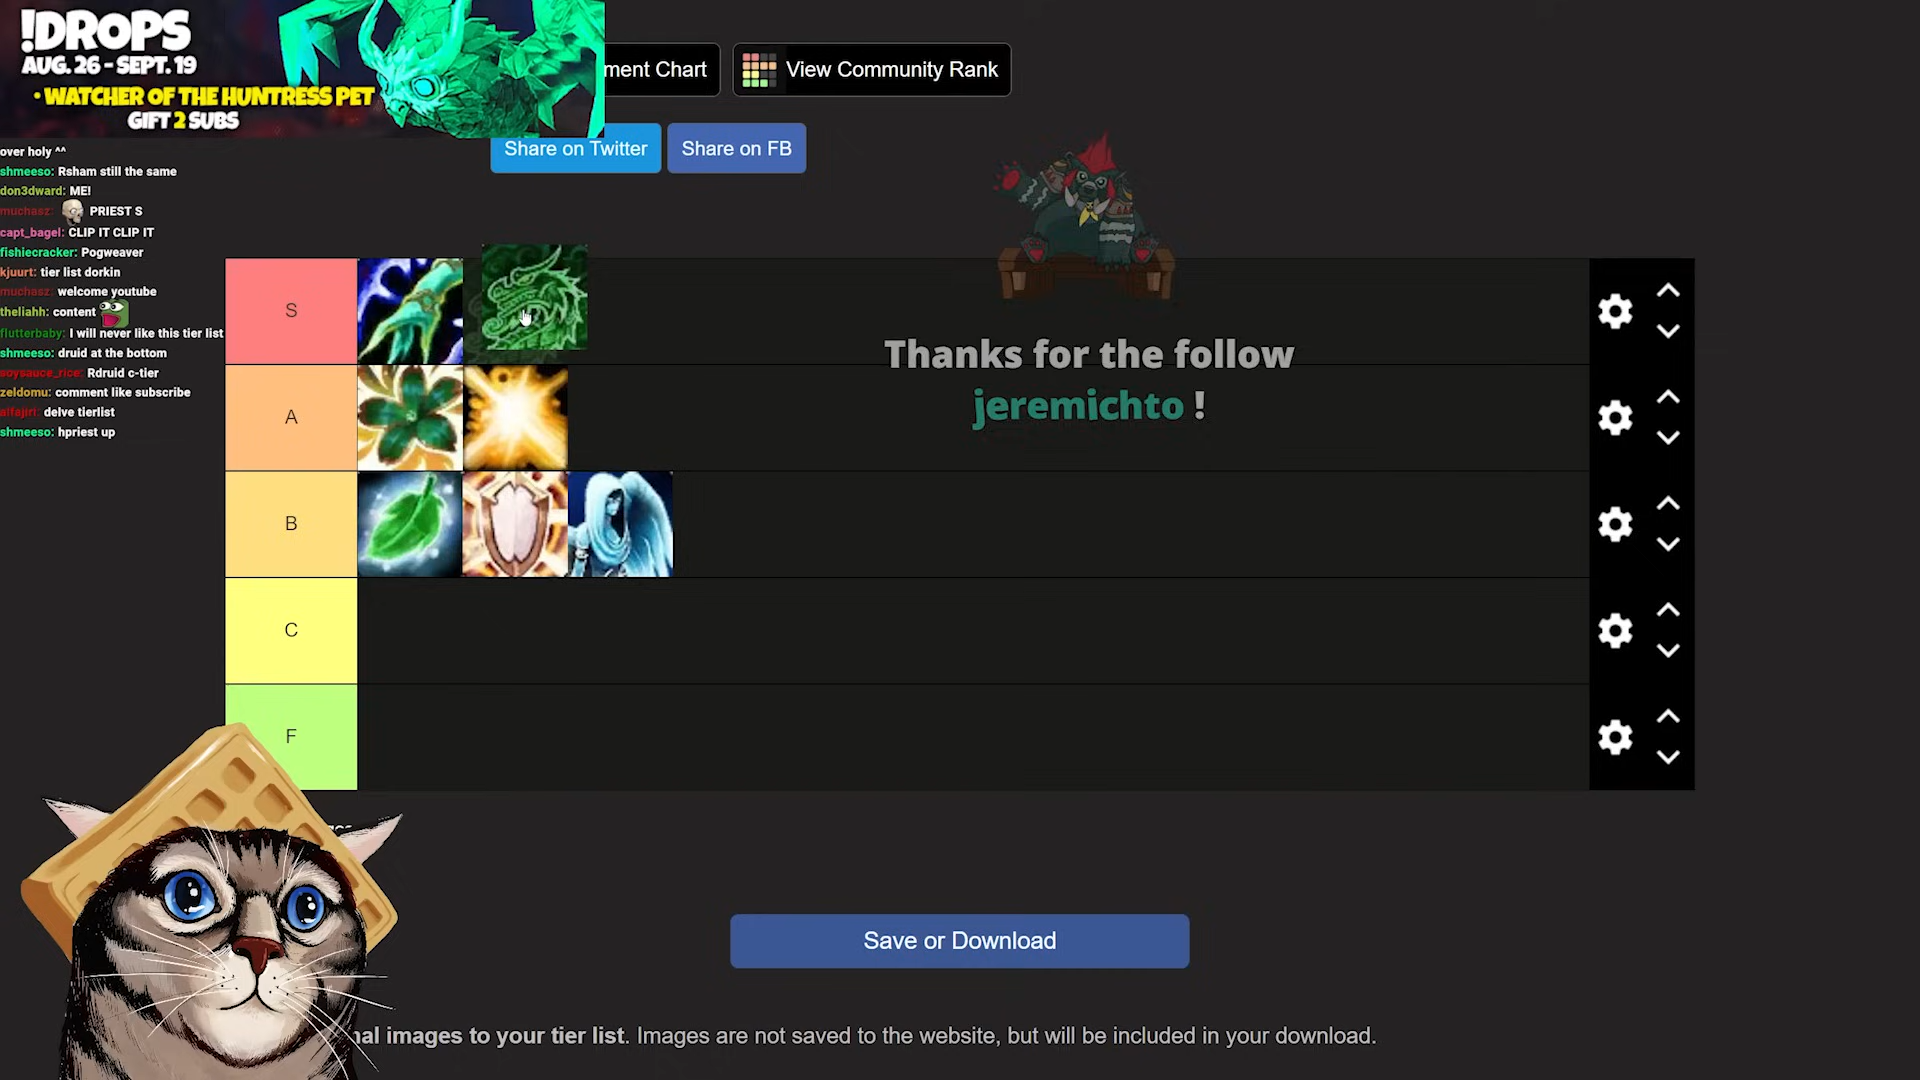 !DROPS
AUG. 26 - SEPT. 19
• WATCHER OF THE HUNTRESS PET
GIFT 2 SUBS
ment Chart
View Community Rank
Share on Twitter
Share on FB
over holy ^^
shmeeso: Rsham still the same
don3dward: ME!
muchasz: PRIEST S
capt_bagel: CLIP IT CLIP IT
fishiecracker: Pogweaver
kjuurt: tier list dorkin
muchasz: welcome youtube
theliahh: content
flutterbaby: I will never like this tier list
shmeeso: druid at the bottom
soysauce_rice: Rdruid c-tier
zeldomu: comment like subscribe
alfajiri: delve tierlist
shmeeso: hpriest up
Thanks for the follow
jeremichto !
S
A
B
C
F
Save or Download
nal images to your tier list. Images are not saved to the website, but will be included in your download.